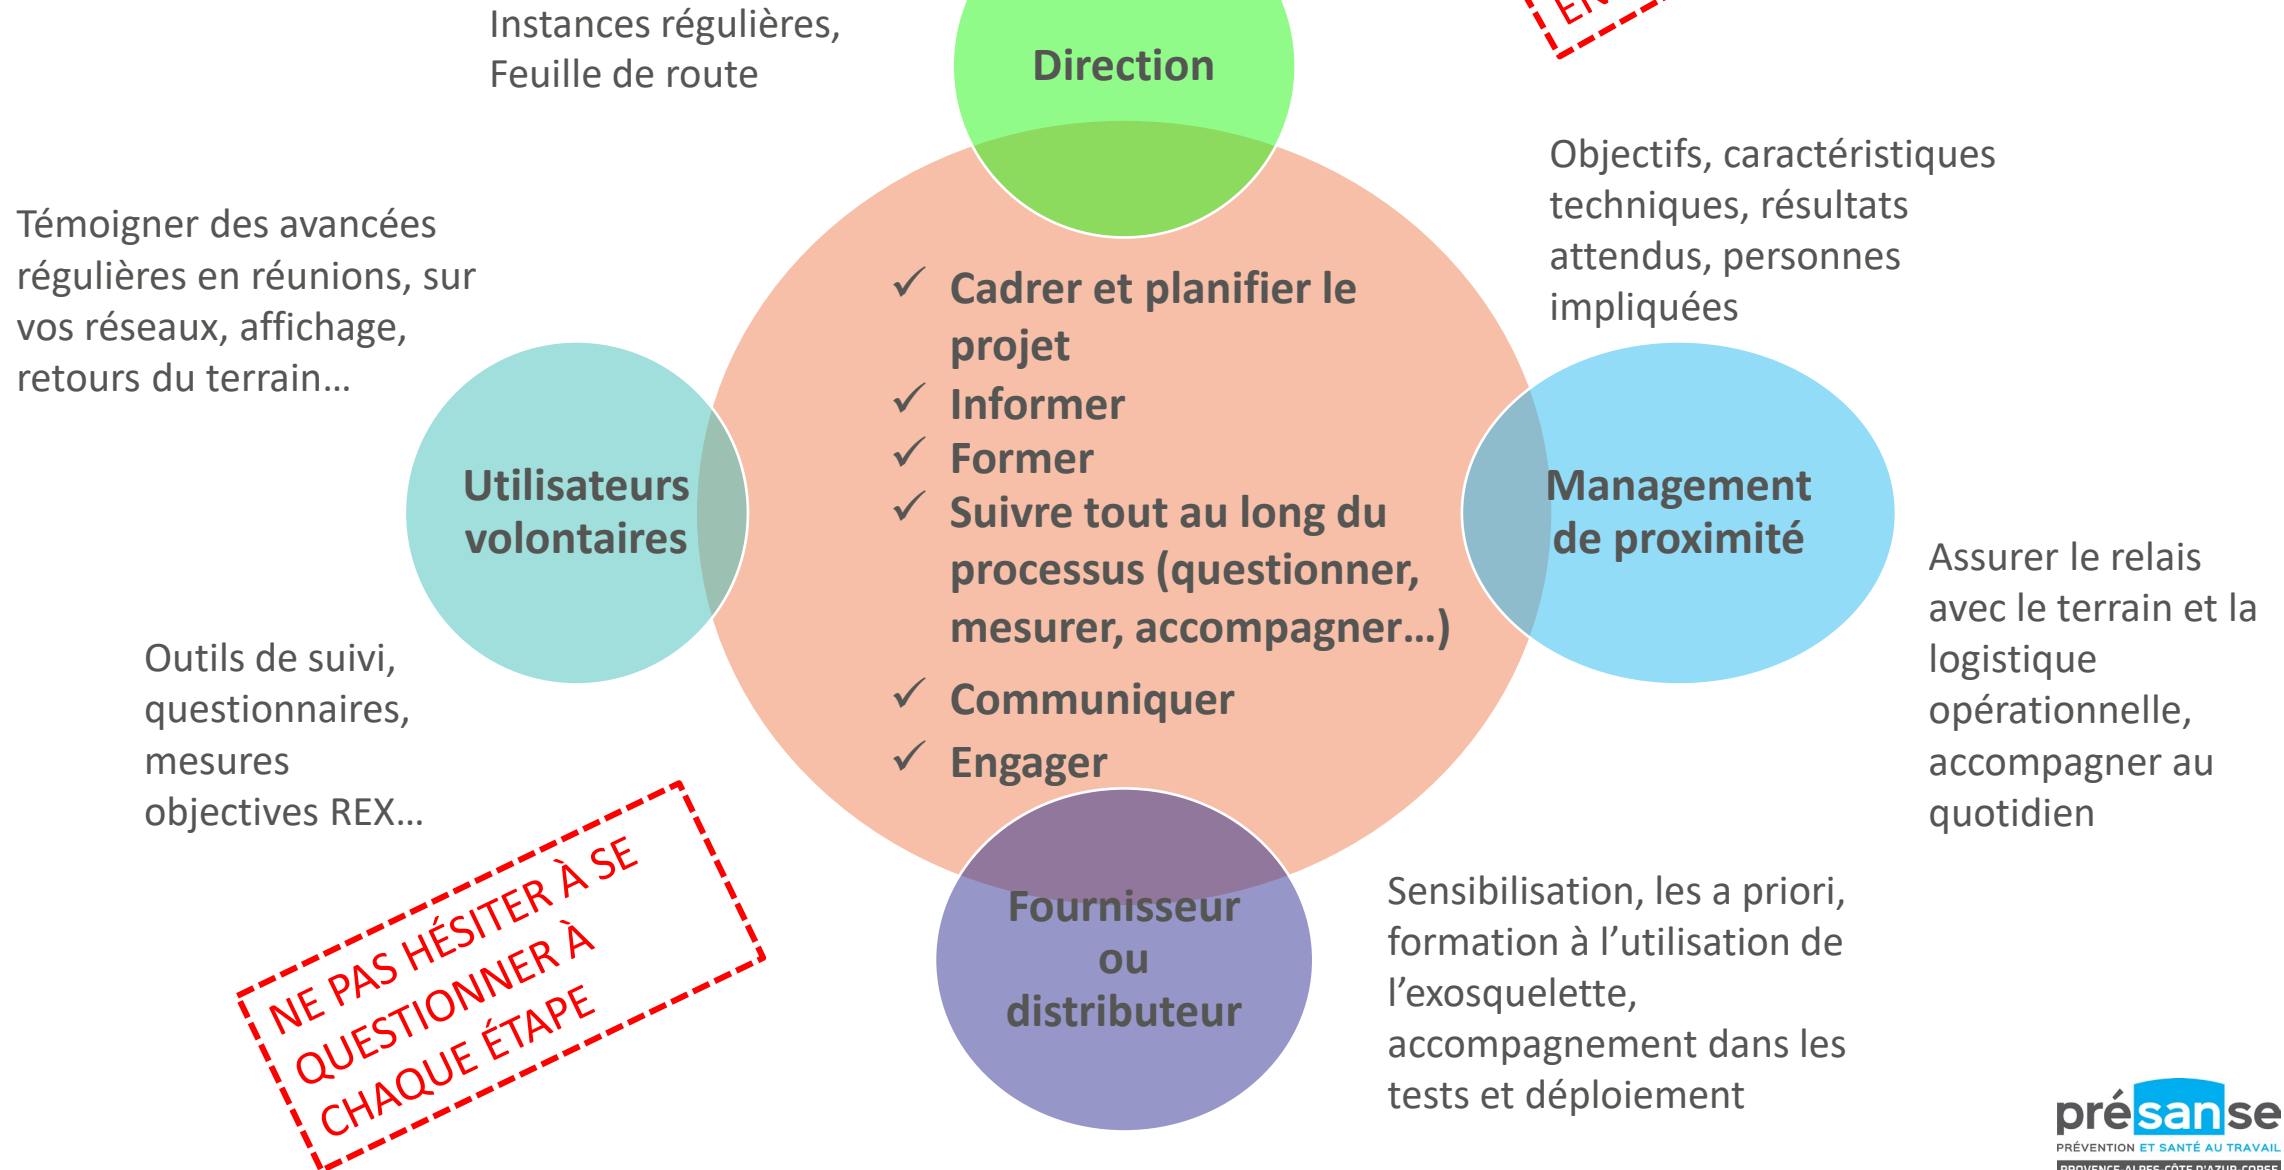 Instances régulières,
Feuille de route
Direction
Objectifs, caractéristiques
techniques, résultats
attendus, personnes
impliquées
Témoigner des avancées
régulières en réunions, sur
vos réseaux, affichage,
retours du terrain…
✓ Cadrer et planifier le
projet
✓ Informer
✓ Former
✓ Suivre tout au long du
processus (questionner,
mesurer, accompagner…)
✓ Communiquer
✓ Engager
Utilisateurs
volontaires
Management
de proximité
Assurer le relais
avec le terrain et la
logistique
opérationnelle,
accompagner au
quotidien
Outils de suivi,
questionnaires,
mesures
objectives REX…
NE PAS HÉSITER À SE
QUESTIONNER À
CHAQUE ÉTAPE
Fournisseur
ou
distributeur
Sensibilisation, les a priori,
formation à l’utilisation de
l’exosquelette,
accompagnement dans les
tests et déploiement
présanse
PRÉVENTION ET SANTÉ AU TRAVAIL
PROVENCE-ALPES-CÔTE D'AZUR-CORSE